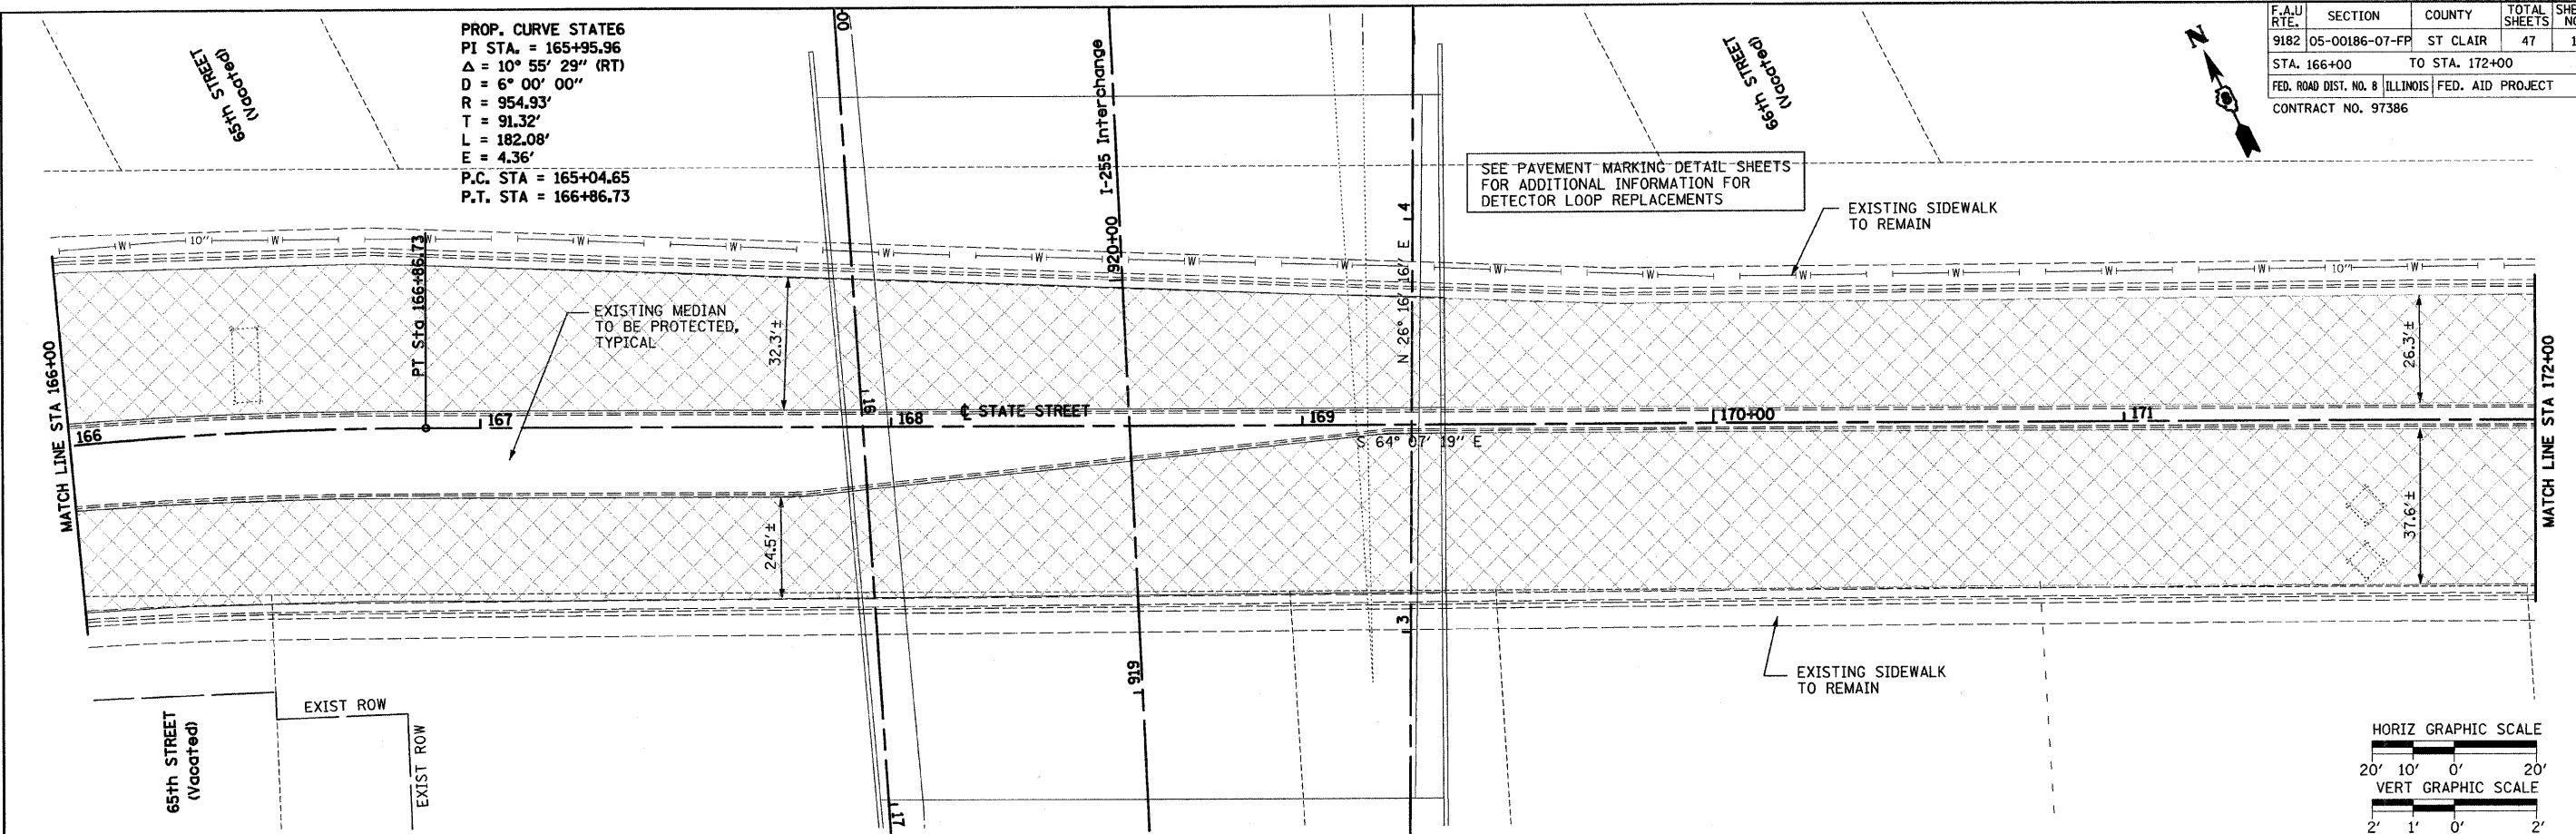 PROP. CURVE STATE6
PI STA. = 165+95.96
Δ = 10° 55' 29" (RT)
D = 6° 00' 00"
R = 954.93'
T = 91.32'
L = 182.08'
E = 4.36'
P.C. STA = 165+04.65
P.T. STA = 166+86.73
65th STREET
(Vacated)
00
I-255 Interchange
920+00
66th STREET
(Vacated)
N
F.A.U RTE.
SECTION
COUNTY
TOTAL SHEETS
9182
05-00186-07-FP
ST CLAIR
47
STA. 166+00 TO STA. 172+00
FED. ROAD DIST. NO. 8
ILLINOIS
FED. AID PROJECT
CONTRACT NO. 97386
SEE PAVEMENT MARKING DETAIL SHEETS
FOR ADDITIONAL INFORMATION FOR
DETECTOR LOOP REPLACEMENTS
EXISTING SIDEWALK
TO REMAIN
W 10" W W W W W W W W W W W W W W 10" W
MATCH LINE STA 166+00
PT Sta 166+86.73
EXISTING MEDIAN
TO BE PROTECTED,
TYPICAL
32.3'±
N 26° 16' 16" E
4
26.3'±
MATCH LINE STA 172+00
166
167
16
168
℄ STATE STREET
169
170+00
171
S 64° 07' 19" E
24.5'±
37.6'±
3
919
17
EXISTING SIDEWALK
TO REMAIN
EXIST ROW
EXIST ROW
65th STREET
(Vacated)
HORIZ GRAPHIC SCALE
20' 10' 0' 20'
VERT GRAPHIC SCALE
2' 1' 0' 2'